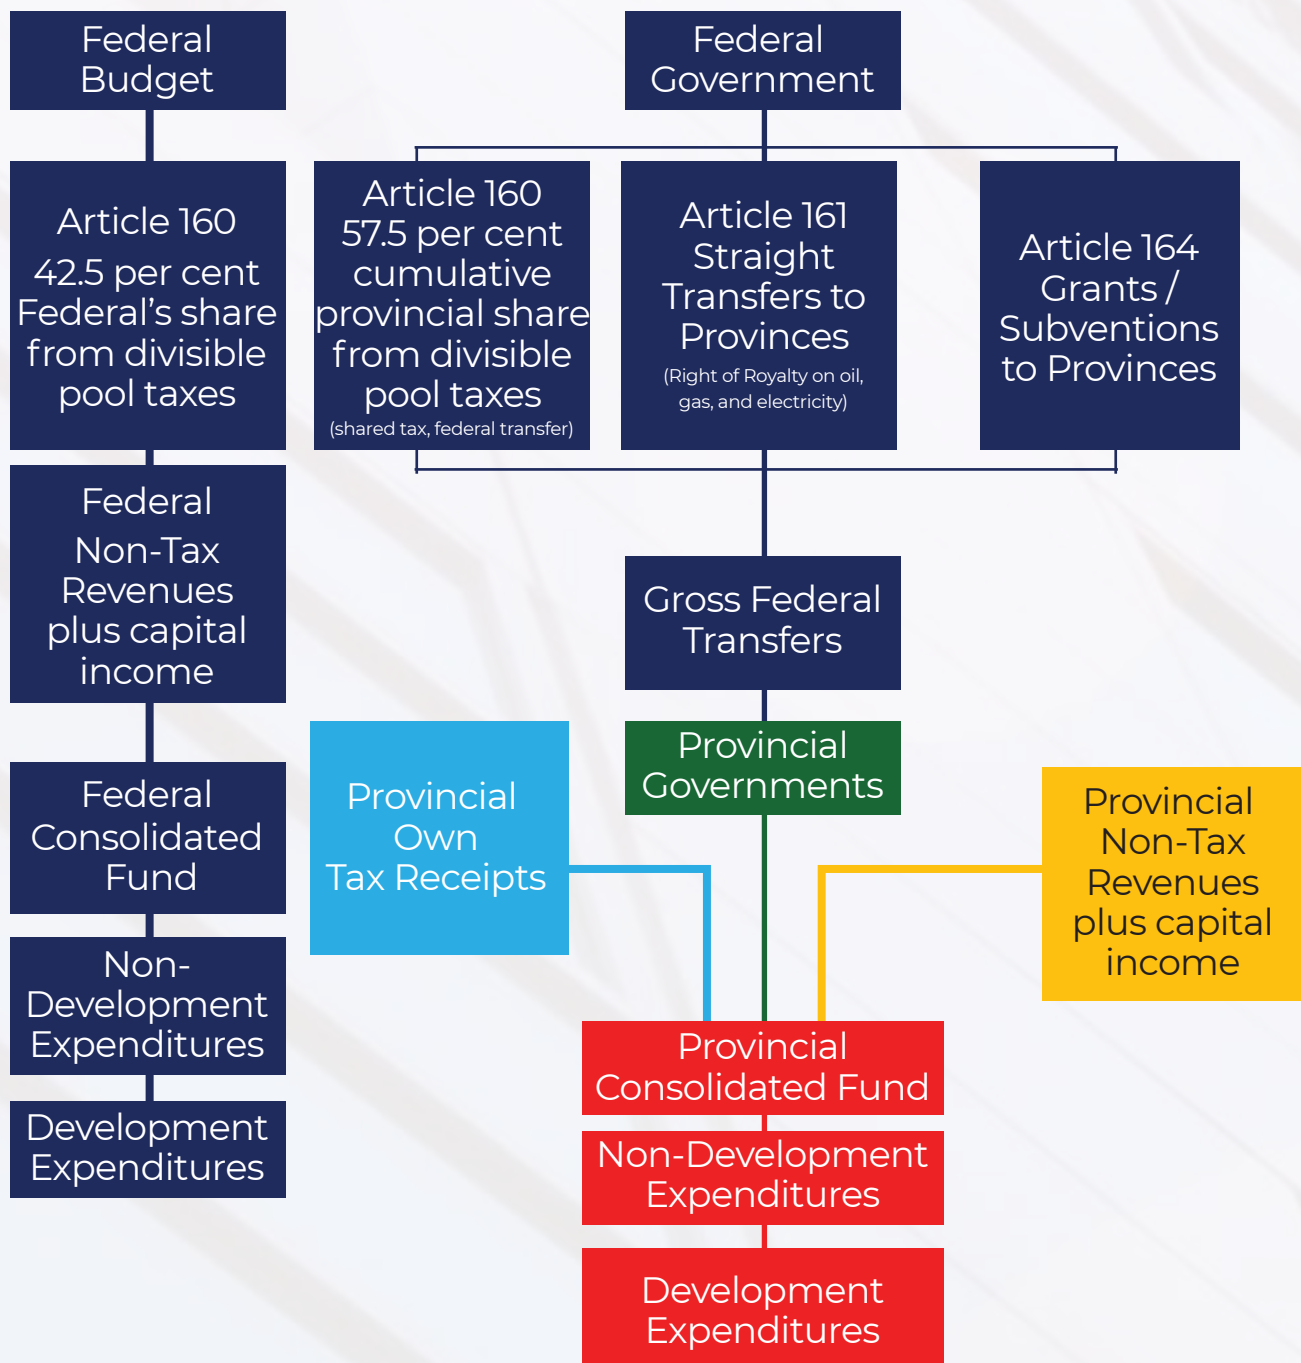 Federal
Budget
Article 160
42.5 per cent
Federal’s share
from divisible
pool taxes
Federal
Non-Tax
Revenues
plus capital
income
Federal
Consolidated
Fund
Non-
Development
Expenditures
Development
Expenditures
Federal
Government
Article 160
57.5 per cent
cumulative
provincial share
from divisible
pool taxes
(shared tax, federal transfer)
Article 161
Straight
Transfers to
Provinces
(Right of Royalty on oil,
gas, and electricity)
Article 164
Grants /
Subventions
to Provinces
Gross Federal
Transfers
Provincial
Governments
Provincial
Own
Tax Receipts
Provincial
Non-Tax
Revenues
plus capital
income
Provincial
Consolidated Fund
Non-Development
Expenditures
Development
Expenditures